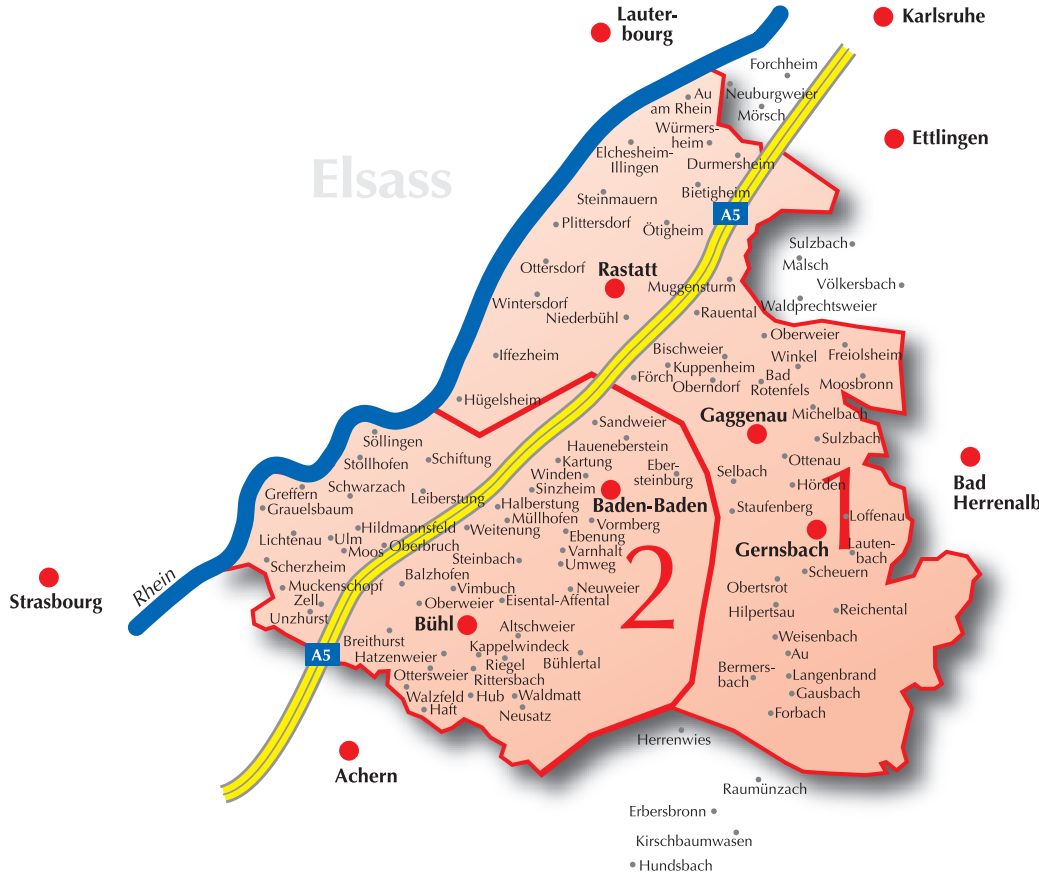 Lauter-
bourg
Karlsruhe
Forchheim
Au
am Rhein
Neuburgweier
Mörsch
Würmers-
heim
Ettlingen
Elchesheim-
Illingen
Durmersheim
Elsass
Steinmauern
Bietigheim
A5
Plittersdorf
Ötigheim
Sulzbach
Malsch
Ottersdorf
Rastatt
Muggensturm
Völkersbach
Wintersdorf
Waldprechtsweier
Niederbühl
Rauental
Oberweier
Iffezheim
Bischweier
Winkel
Freiolsheim
Kuppenheim
Förch
Oberndorf
Bad
Rotenfels
Moosbronn
Hügelsheim
Michelbach
Gaggenau
Sandweier
Söllingen
Haueneberstein
Sulzbach
Stollhofen
Schiftung
Kartung
Eber-
steinburg
Ottenau
Selbach
Winden
Bad
Herrenalb
Greffern
Schwarzach
Leiberstung
Sinzheim
Hörden
1
Grauelsbaum
Halberstung
Baden-Baden
Staufenberg
Loffenau
Müllhofen
Vormberg
Hildmannsfeld
Weitenung
Lichtenau
Ulm
Ebenung
Gernsbach
Moos
Oberbruch
Varnhalt
Lauten-
bach
Steinbach
Umweg
2
Scherzheim
Scheuern
Strasbourg
Rhein
Muckenschopf
Balzhofen
Vimbuch
Neuweier
Obertsrot
Zell
Oberweier
Eisental-Affental
Hilpertsau
Reichental
Unzhurst
Bühl
Altschweier
Breithurst
Weisenbach
Kappelwindeck
A5
Hatzenweier
Riegel
Bühlertal
Au
Ottersweier
Rittersbach
Bermers-
bach
Langenbrand
Walzfeld
Hub
Waldmatt
Gausbach
Haft
Neusatz
Forbach
Herrenwies
Achern
Raumünzach
Erbersbronn
Kirschbaumwasen
Hundsbach